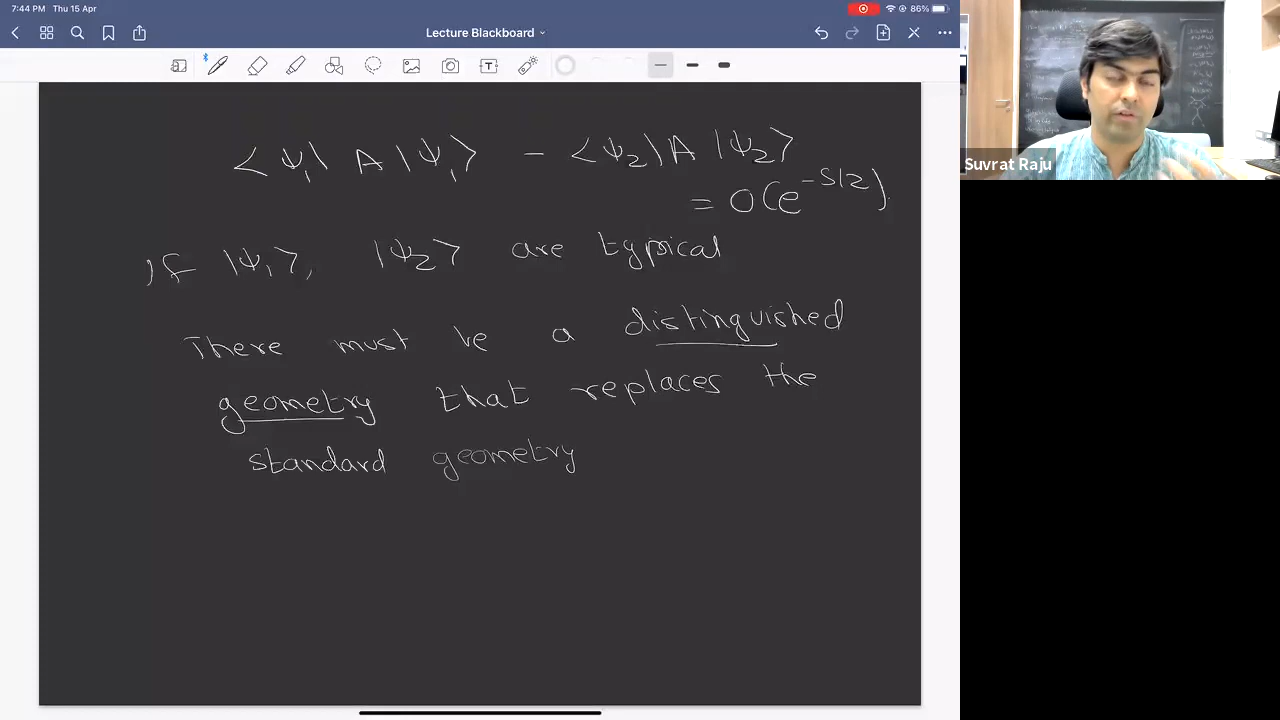 7:44 PM Thu 15 Apr
86%
Lecture Blackboard
<ψ₁| A |ψ₁> - <ψ₂| A |ψ₂>
= O(e^{-S/2}).
If |ψ₁>, |ψ₂> are typical
There must be a distinguished
geometry that replaces the
standard geometry
Suvrat Raju